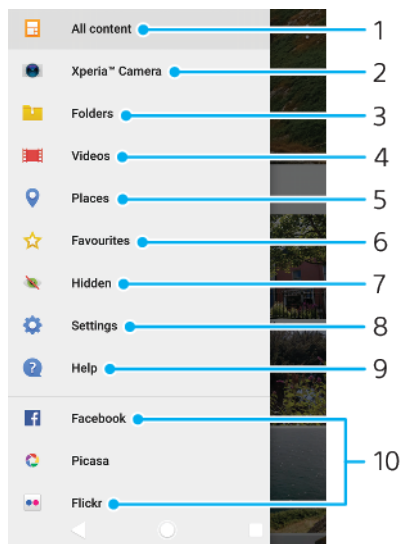 All content 1
Xperia™ Camera 2
Folders 3
Videos 4
Places 5
Favourites 6
Hidden 7
Settings 8
Help 9
Facebook
Picasa 10
Flickr